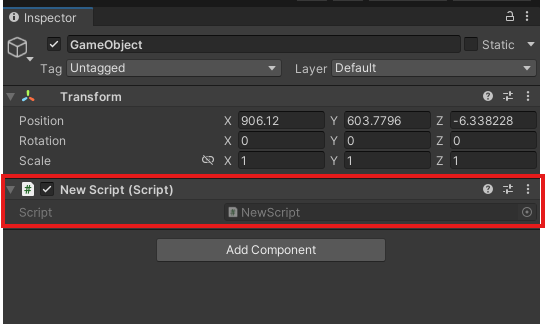 Inspector
GameObject Static
Tag Untagged Layer Default
Transform
Position X 906.12 Y 603.7796 Z -6.338228
Rotation X 0 Y 0 Z 0
Scale X 1 Y 1 Z 1
# New Script (Script)
Script NewScript
Add Component